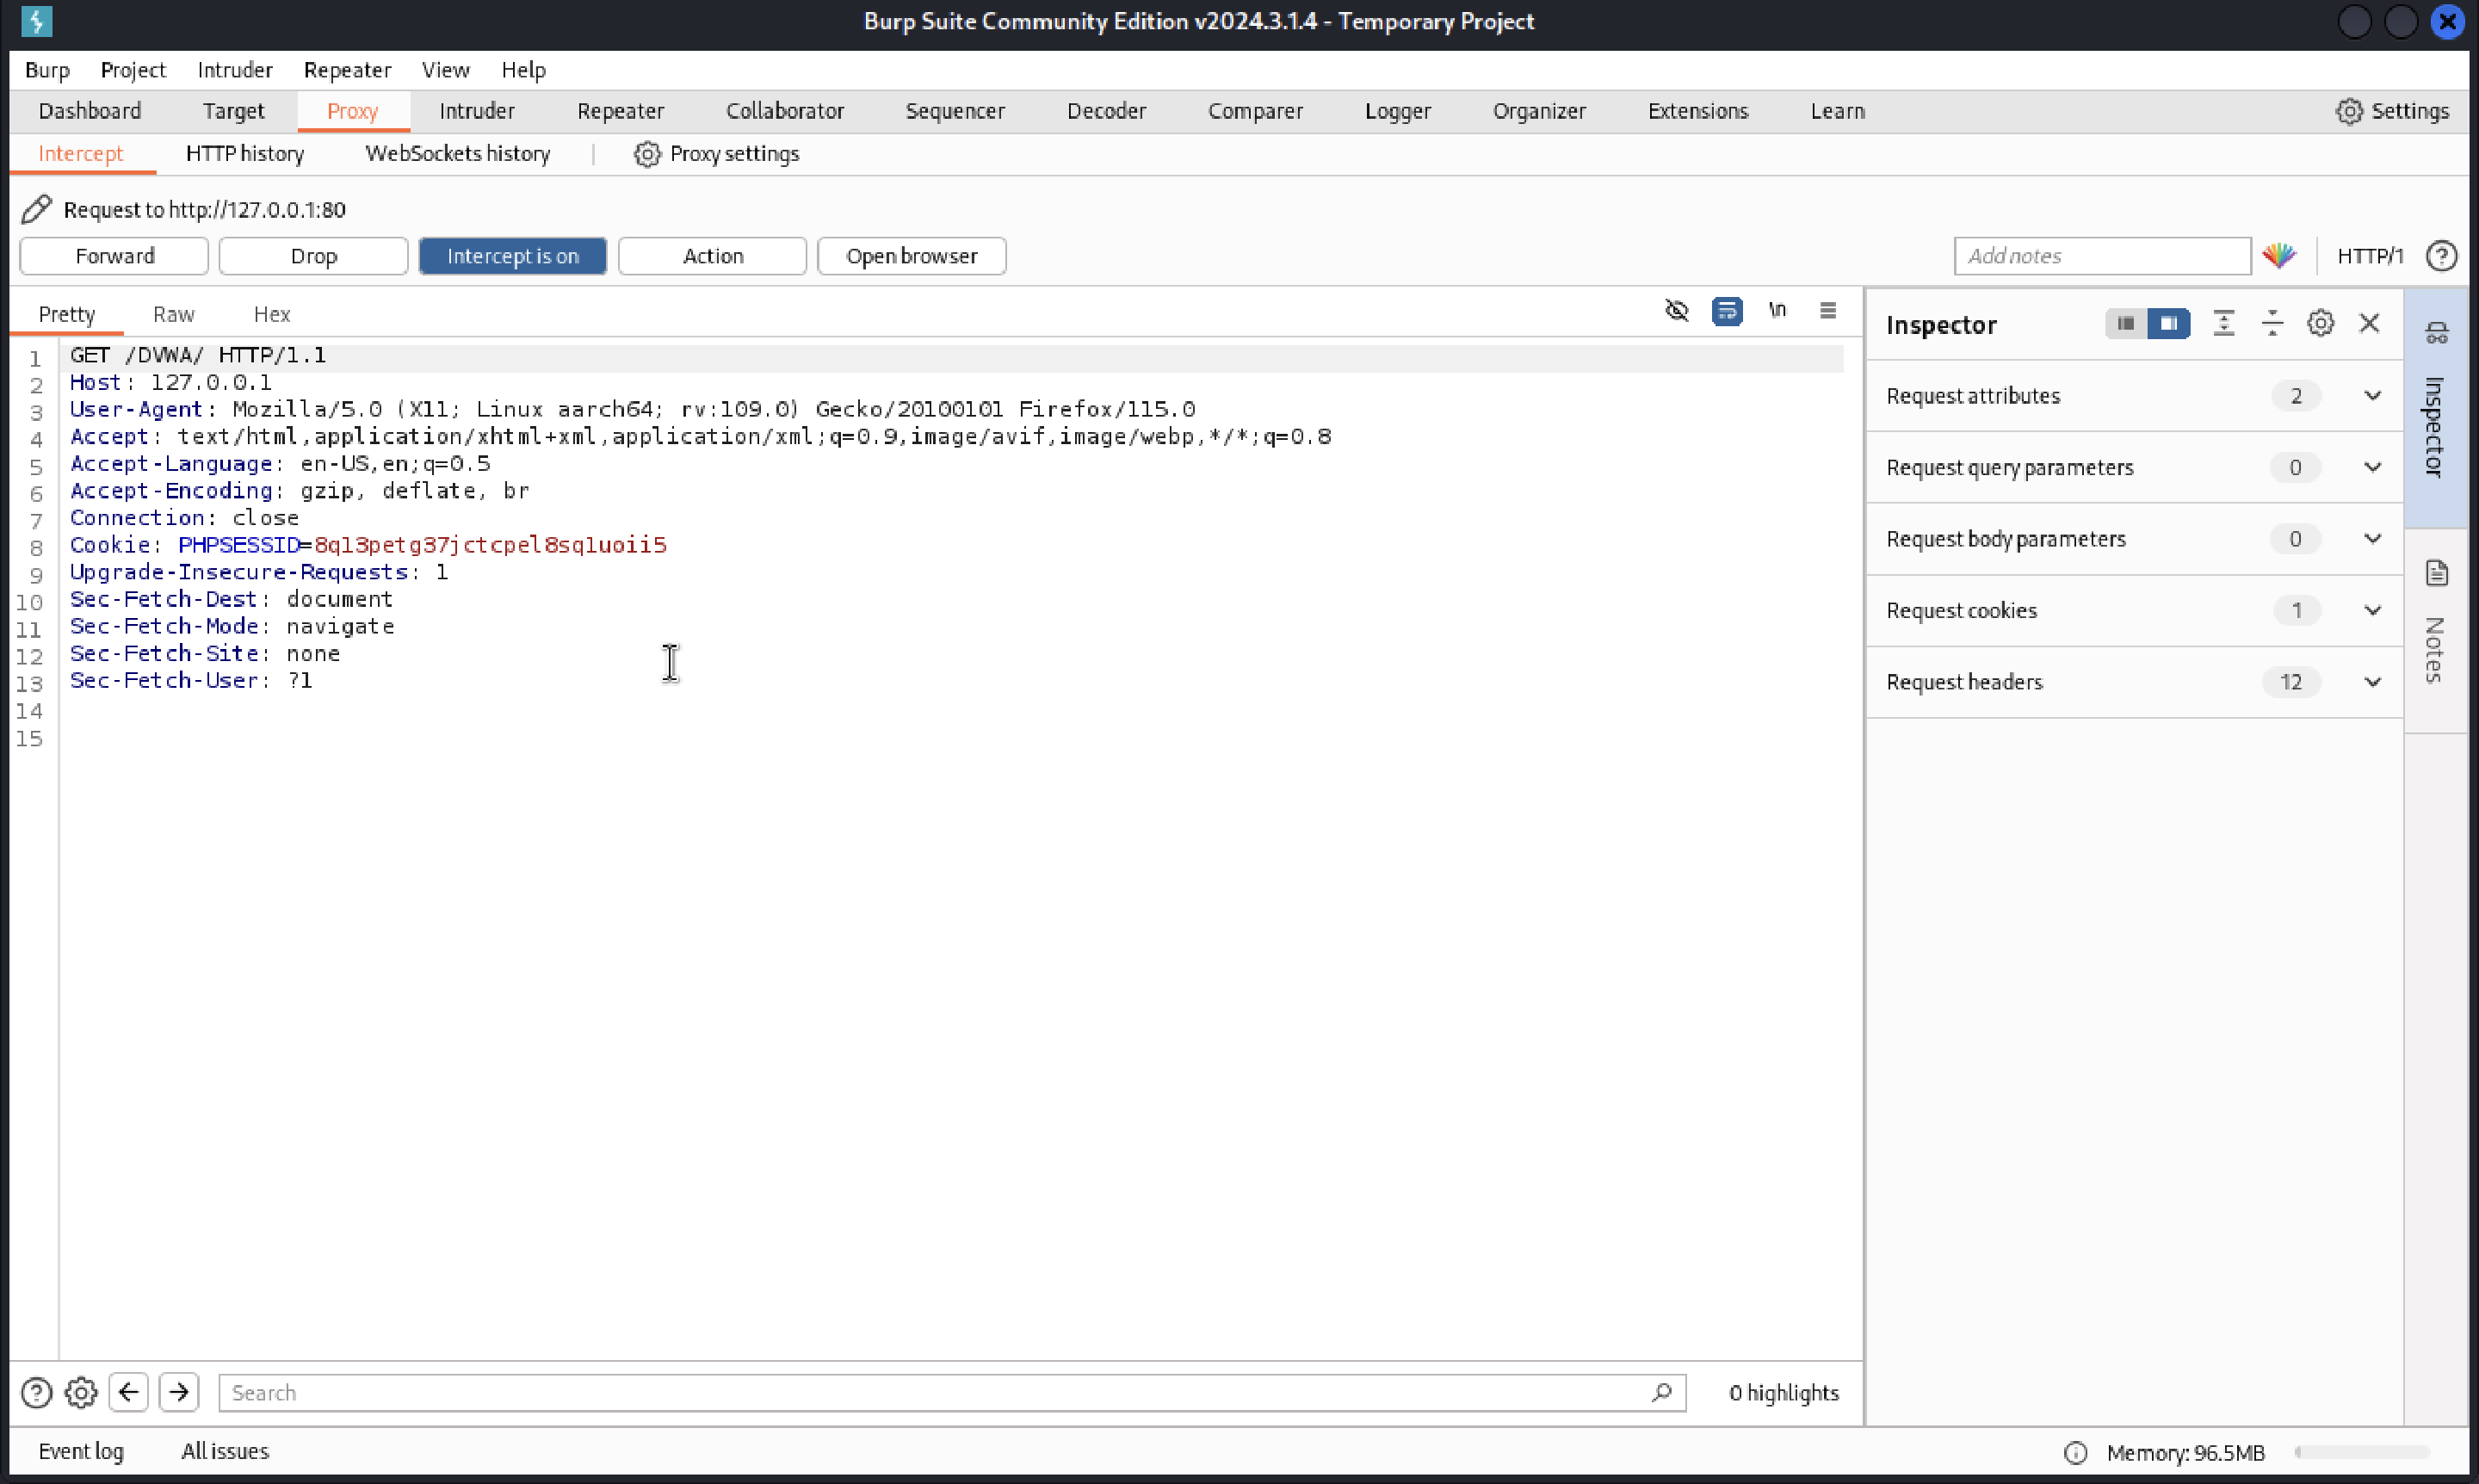 Burp Suite Community Edition v2024.3.1.4 - Temporary Project
Burp Project Intruder Repeater View Help
Dashboard Target Proxy Intruder Repeater Collaborator Sequencer Decoder Comparer Logger Organizer Extensions Learn Settings
Intercept HTTP history WebSockets history | Proxy settings
Request to http://127.0.0.1:80
Forward Drop Intercept is on Action Open browser Add notes HTTP/1 ?
Pretty Raw Hex \n
1 GET /DVWA/ HTTP/1.1
2 Host: 127.0.0.1
3 User-Agent: Mozilla/5.0 (X11; Linux aarch64; rv:109.0) Gecko/20100101 Firefox/115.0
4 Accept: text/html,application/xhtml+xml,application/xml;q=0.9,image/avif,image/webp,*/*;q=0.8
5 Accept-Language: en-US,en;q=0.5
6 Accept-Encoding: gzip, deflate, br
7 Connection: close
8 Cookie: PHPSESSID=8ql3petg37jctcpel8sq1uoii5
9 Upgrade-Insecure-Requests: 1
10 Sec-Fetch-Dest: document
11 Sec-Fetch-Mode: navigate
12 Sec-Fetch-Site: none
13 Sec-Fetch-User: ?1
14
15
Inspector
Request attributes 2
Request query parameters 0
Request body parameters 0
Request cookies 1
Request headers 12
Inspector
Notes
? Search 0 highlights
Event log All issues Memory: 96.5MB